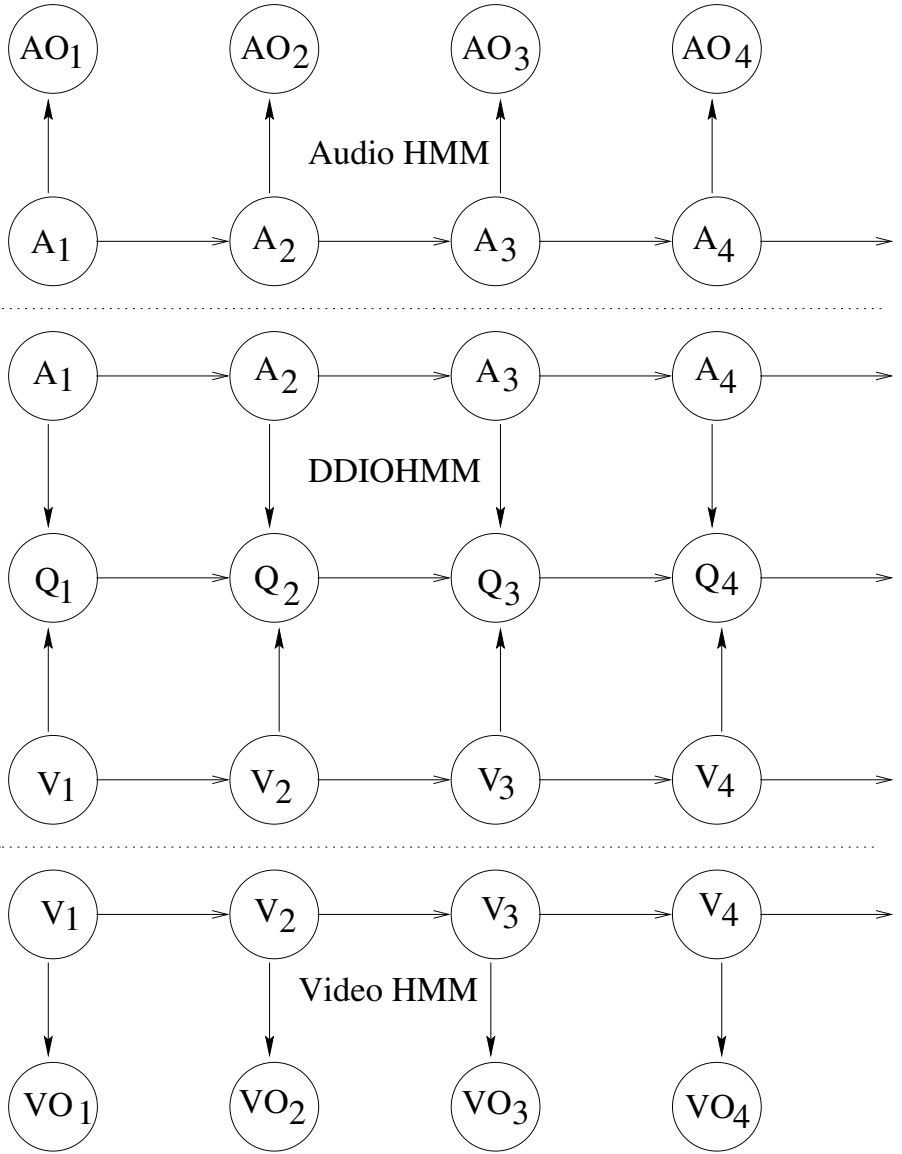 AO1 AO2 AO3 AO4
Audio HMM
A1 A2 A3 A4
A1 A2 A3 A4
DDIOHMM
Q1 Q2 Q3 Q4
V1 V2 V3 V4
V1 V2 V3 V4
Video HMM
VO1 VO2 VO3 VO4